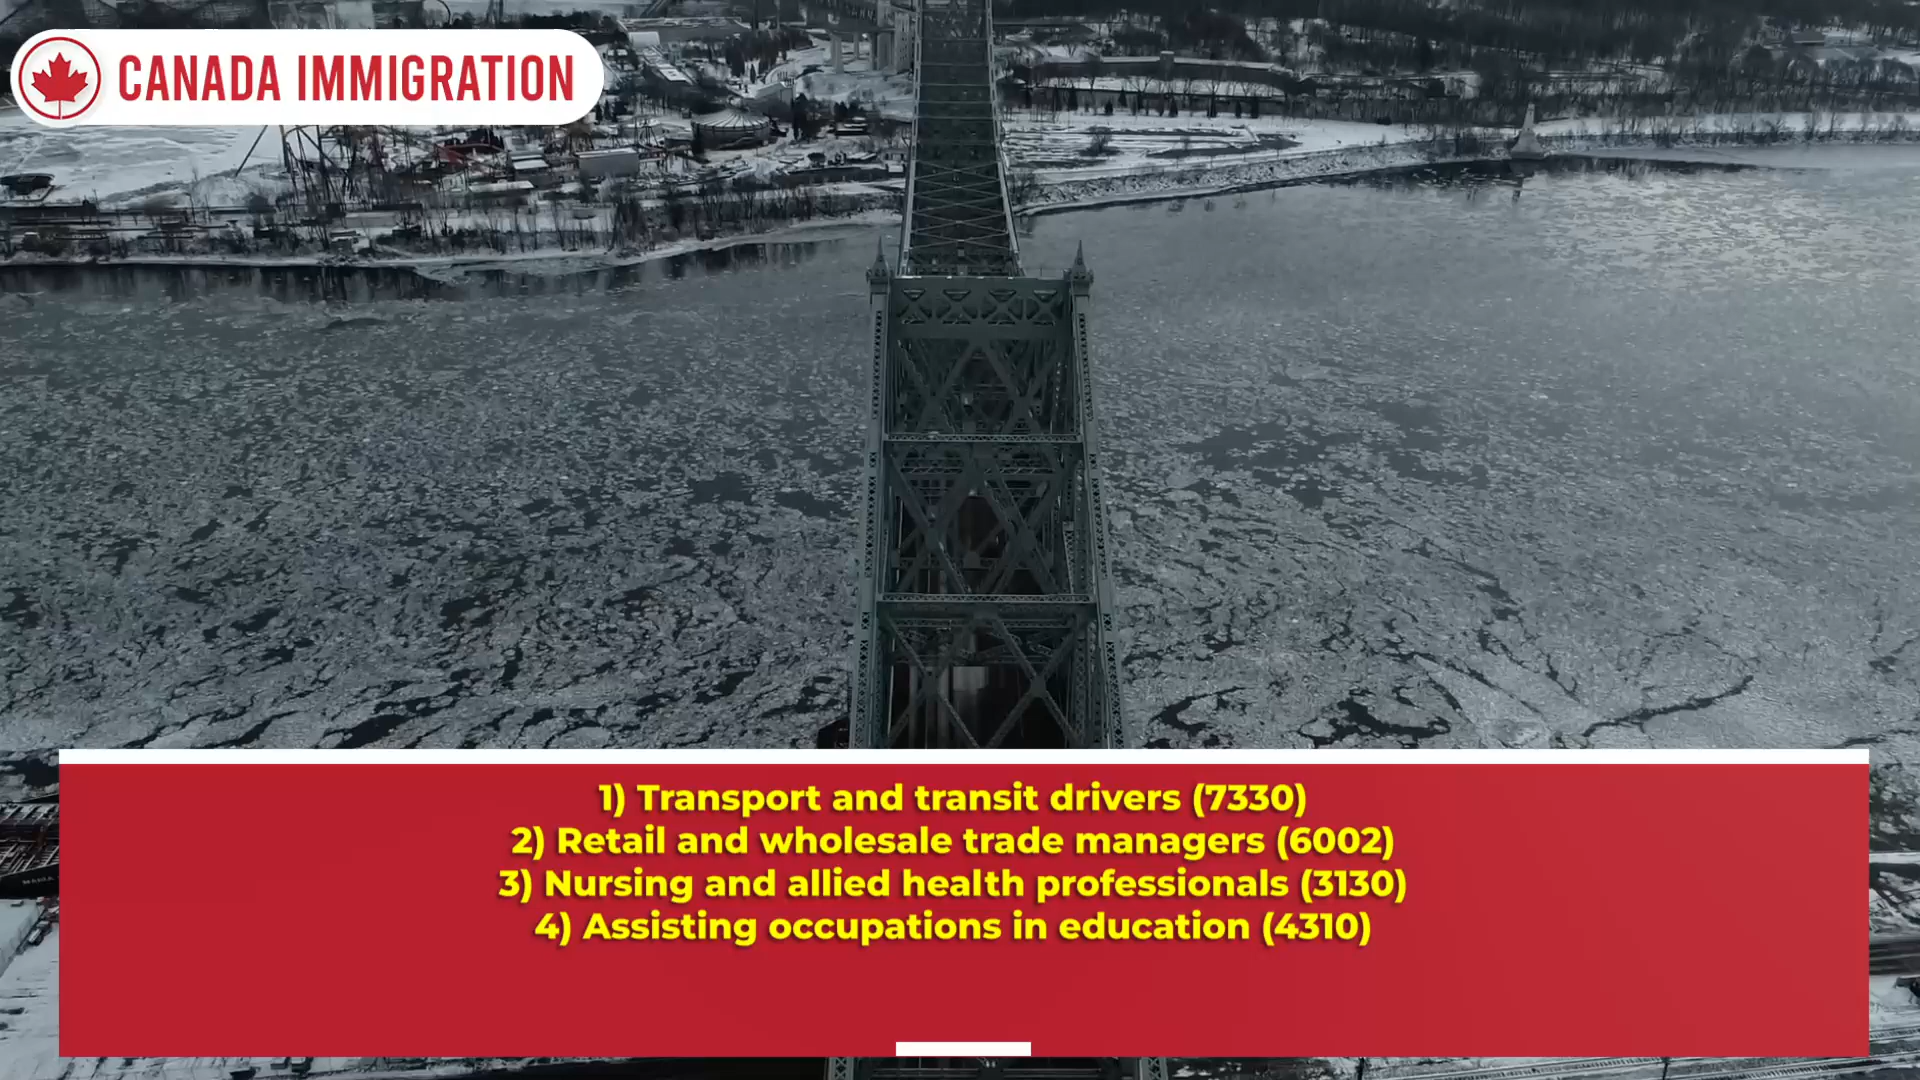 CANADA IMMIGRATION
1) Transport and transit drivers (7330)
2) Retail and wholesale trade managers (6002)
3) Nursing and allied health professionals (3130)
4) Assisting occupations in education (4310)